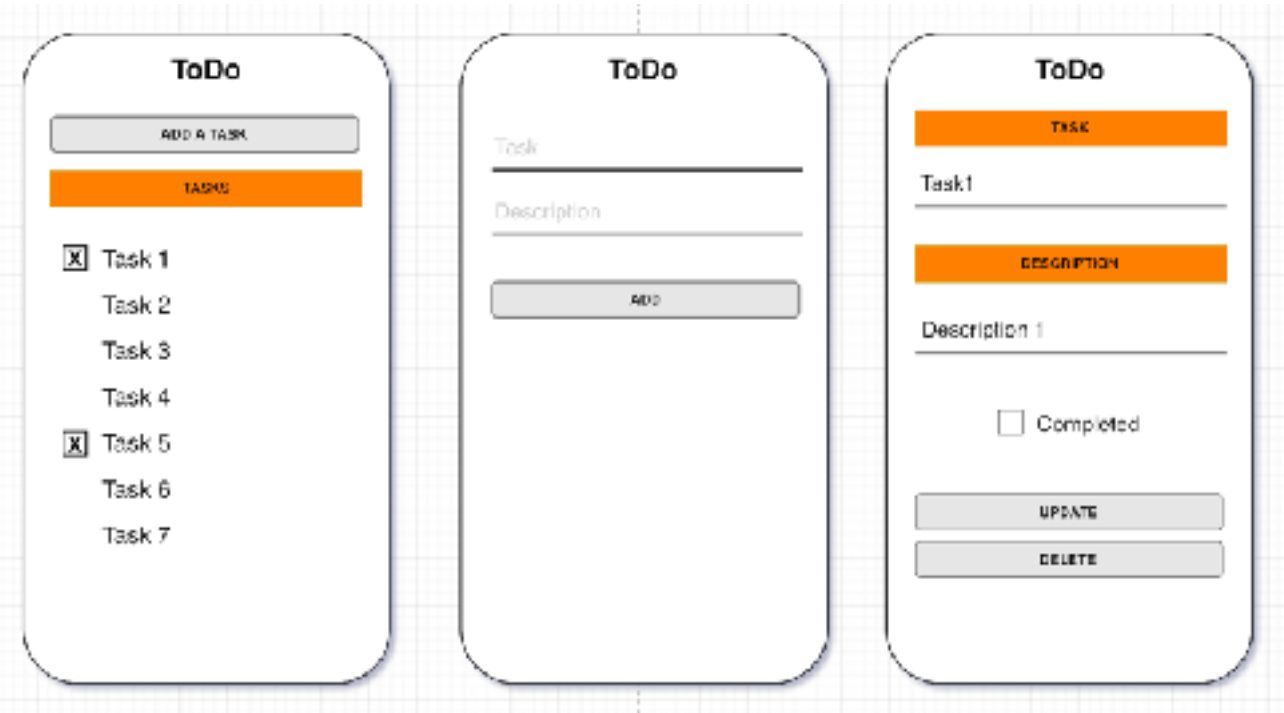 ToDo
ADD A TASK
TASKS
X Task 1
Task 2
Task 3
Task 4
X Task 5
Task 6
Task 7
ToDo
Task
Description
ADD
ToDo
TASK
Task1
DESCRIPTION
Description 1
Completed
UPDATE
DELETE